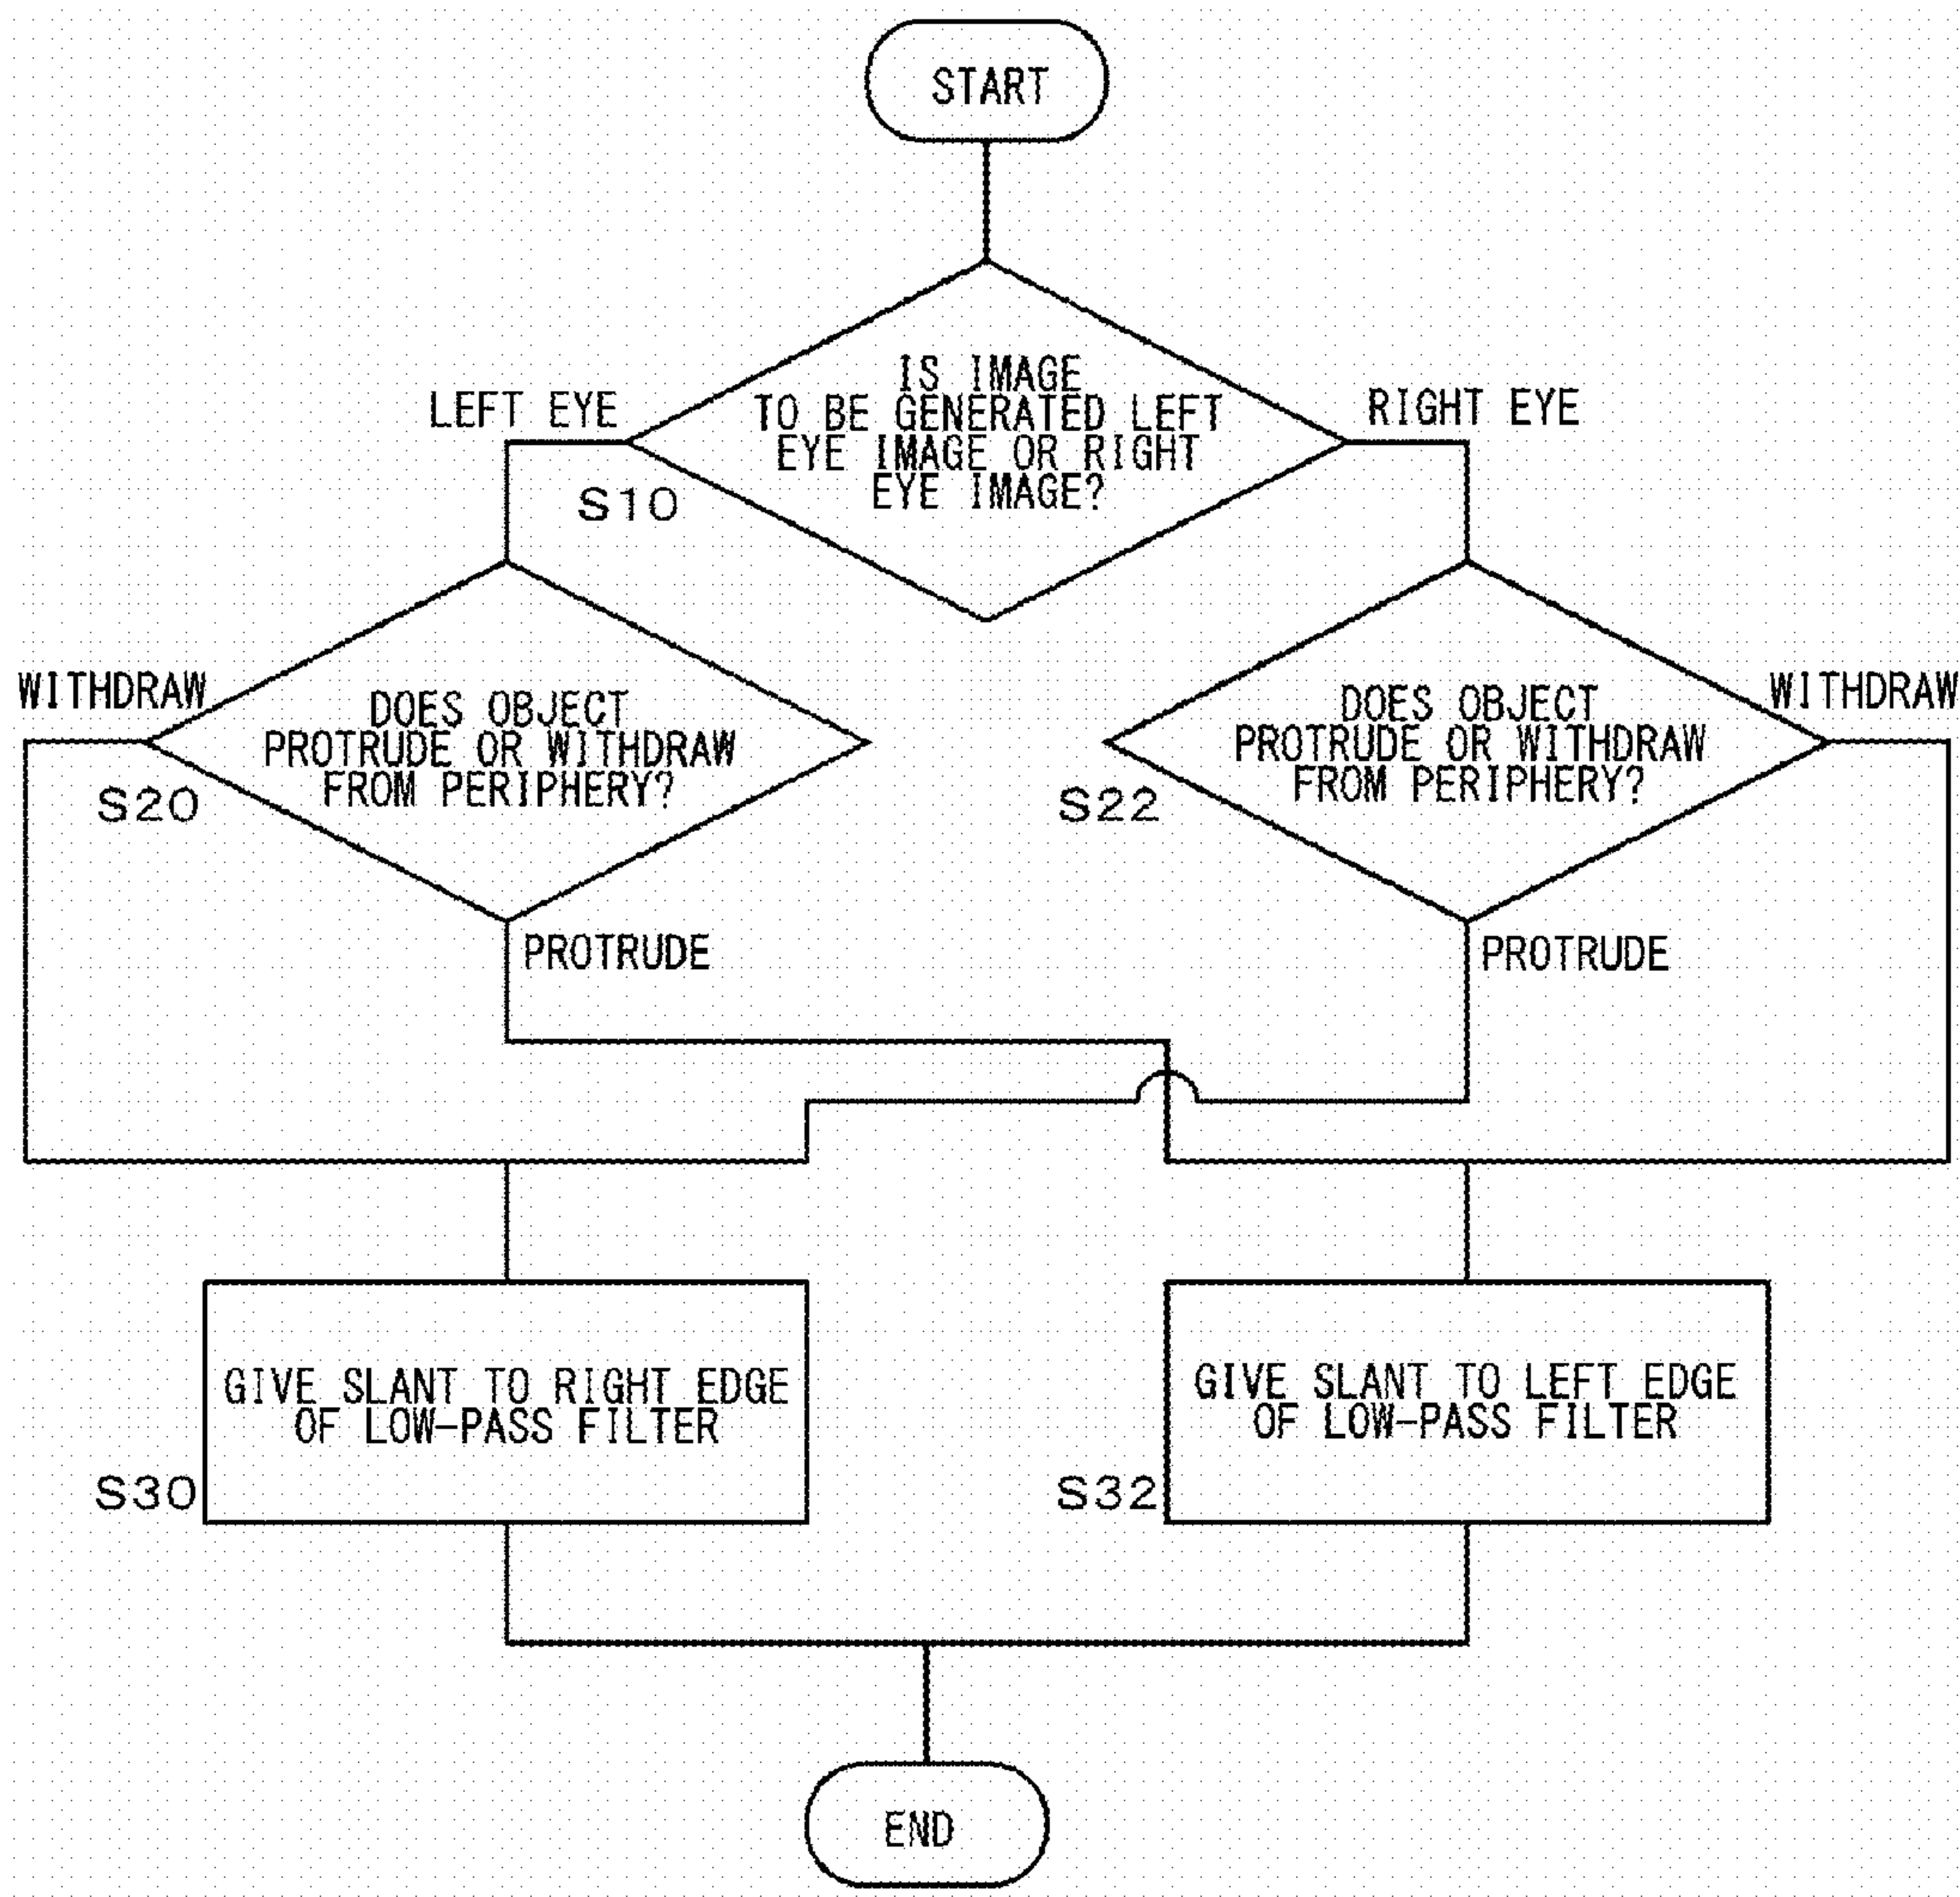 START
IS IMAGE
TO BE GENERATED LEFT
EYE IMAGE OR RIGHT
EYE IMAGE?
LEFT EYE
RIGHT EYE
S10
WITHDRAW
DOES OBJECT
PROTRUDE OR WITHDRAW
FROM PERIPHERY?
S20
PROTRUDE
DOES OBJECT
PROTRUDE OR WITHDRAW
FROM PERIPHERY?
WITHDRAW
S22
PROTRUDE
GIVE SLANT TO RIGHT EDGE
OF LOW-PASS FILTER
S30
GIVE SLANT TO LEFT EDGE
OF LOW-PASS FILTER
S32
END